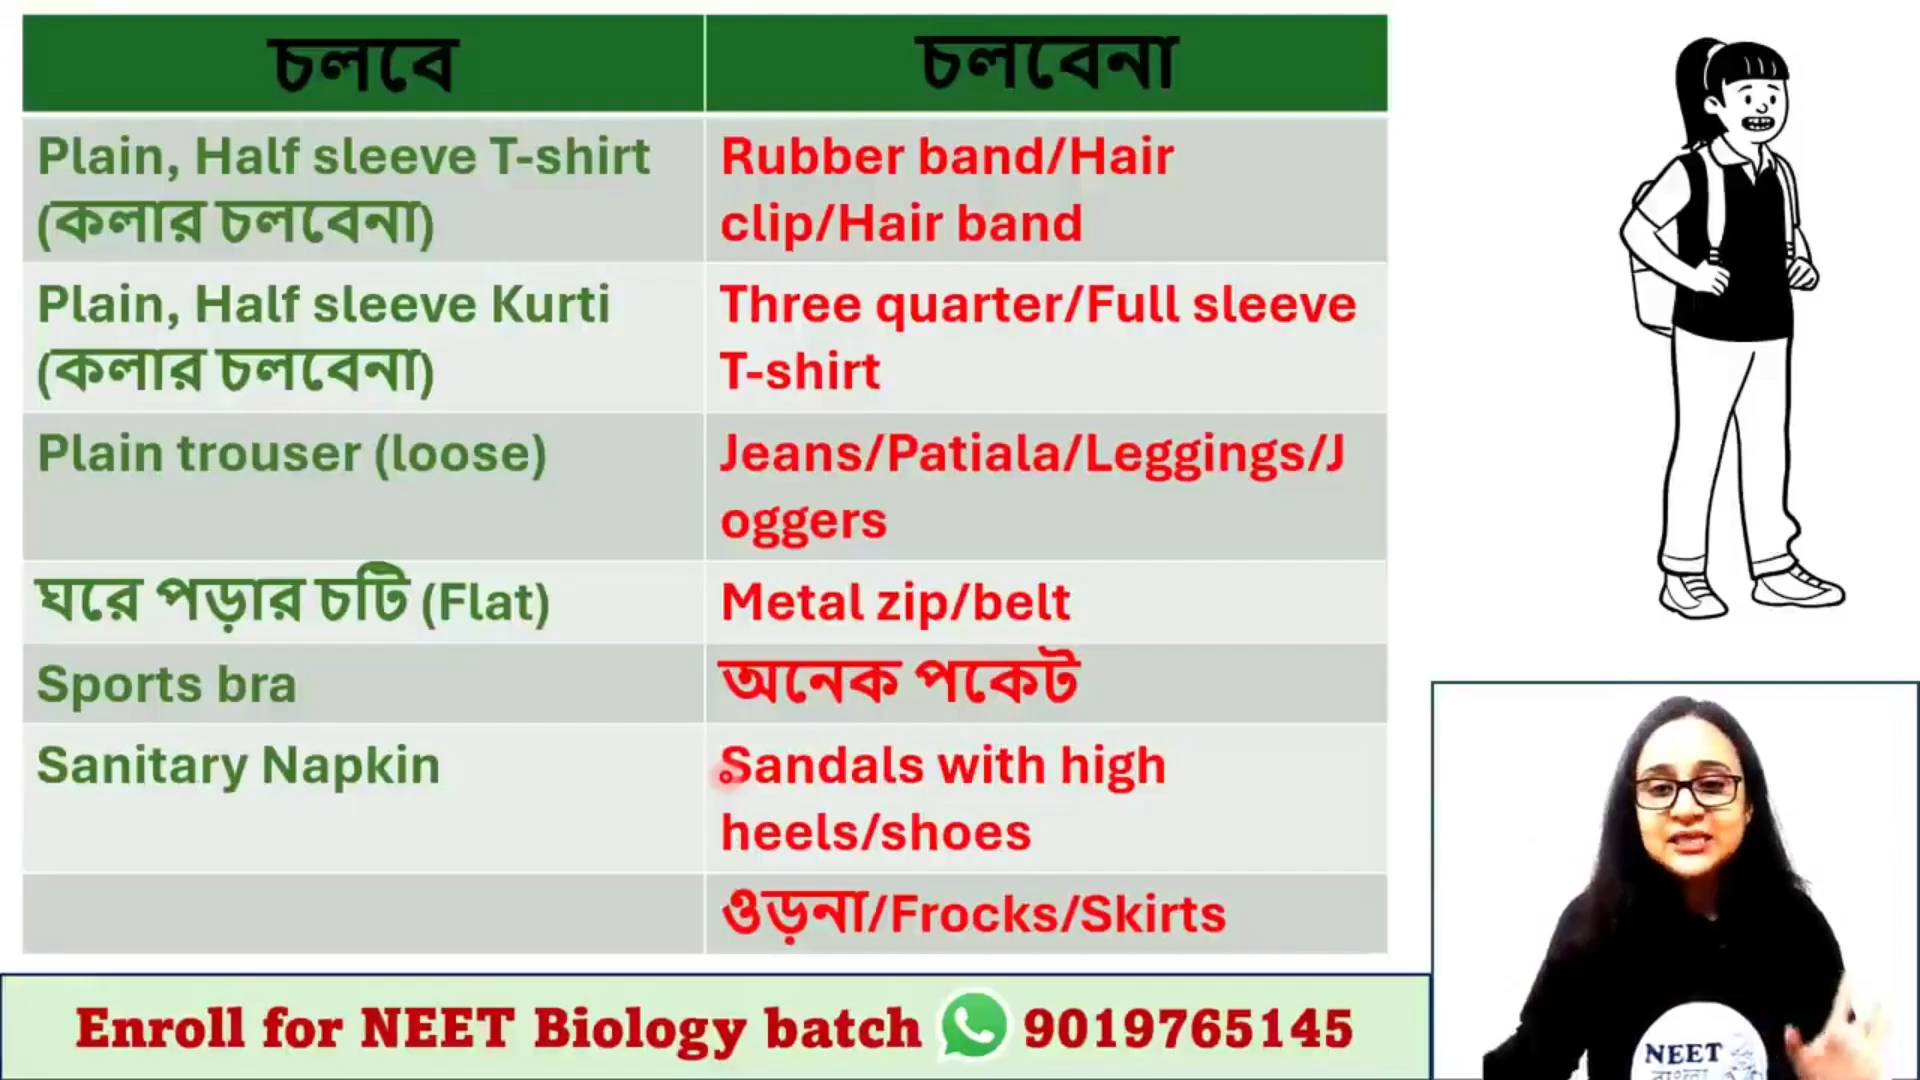 চলবে
চলবেনা
Plain, Half sleeve T-shirt
(কলার চলবেনা)
Rubber band/Hair
clip/Hair band
Plain, Half sleeve Kurti
(কলার চলবেনা)
Three quarter/Full sleeve
T-shirt
Plain trouser (loose)
Jeans/Patiala/Leggings/J
oggers
ঘরে পড়ার চটি (Flat)
Metal zip/belt
Sports bra
অনেক পকেট
Sanitary Napkin
Sandals with high
heels/shoes
ওড়না/Frocks/Skirts
Enroll for NEET Biology batch 9019765145
NEET
বাংলা